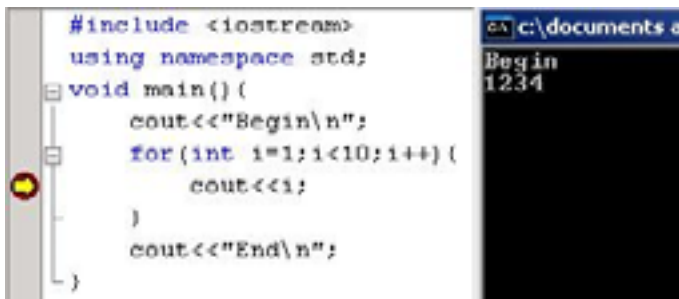 #include <iostream>
using namespace std;
void main(){
cout<<"Begin\n";
for(int i=1;i<10;i++){
cout<<i;
}
cout<<"End\n";
}
c:\documents a
Begin
1234